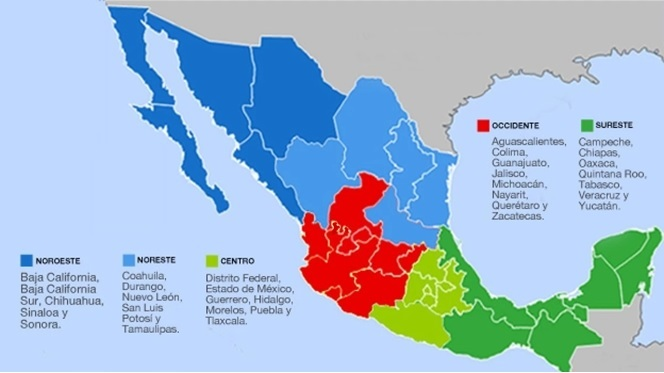 OCCIDENTE
Aguascalientes,
Colima,
Guanajuato,
Jalisco,
Michoacán,
Nayarit,
Querétaro y
Zacatecas.
SURESTE
Campeche,
Chiapas,
Oaxaca,
Quintana Roo,
Tabasco,
Veracruz y
Yucatán.
NOROESTE
Baja California,
Baja California
Sur, Chihuahua,
Sinaloa y
Sonora.
NORESTE
Coahuila,
Durango,
Nuevo León,
San Luis
Potosí y
Tamaulipas.
CENTRO
Distrito Federal,
Estado de México,
Guerrero, Hidalgo,
Morelos, Puebla y
Tlaxcala.